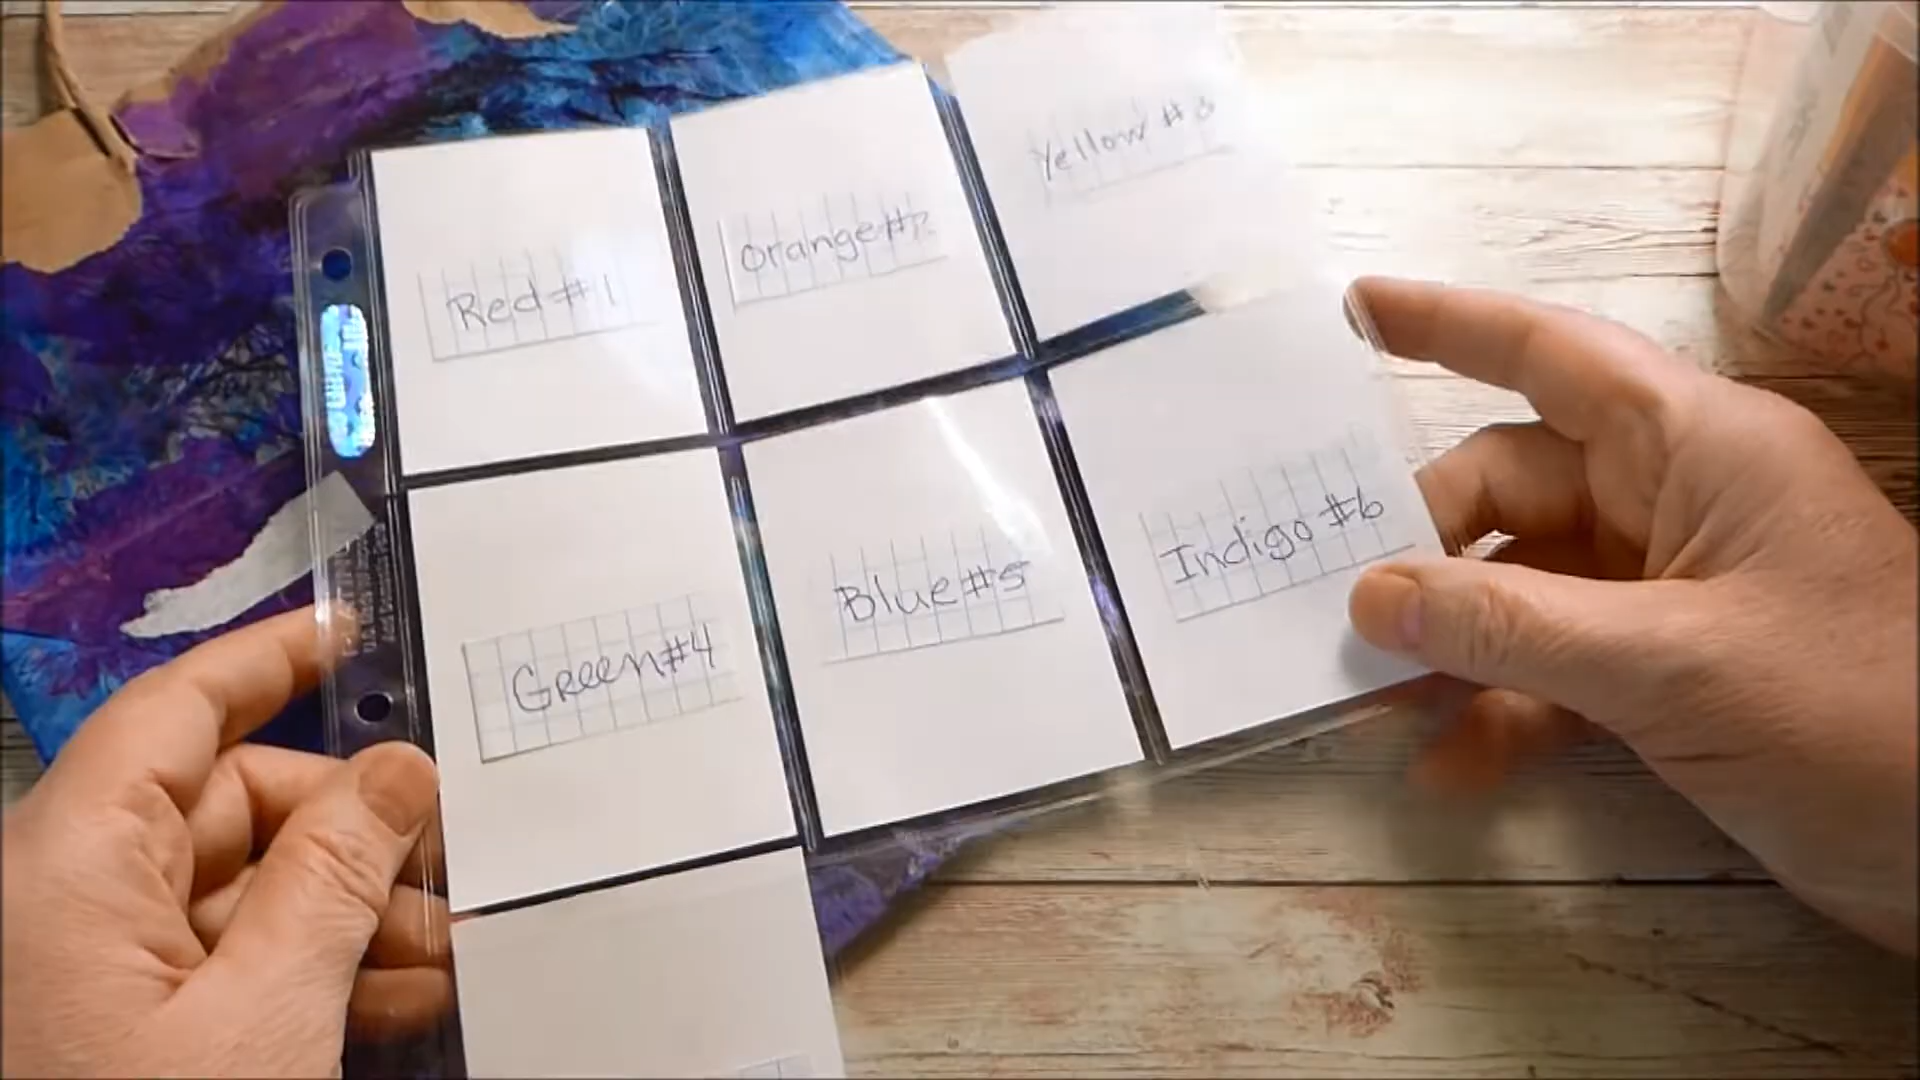 Red #1
Orange #2
Yellow #3
Green #4
Blue #5
Indigo #6